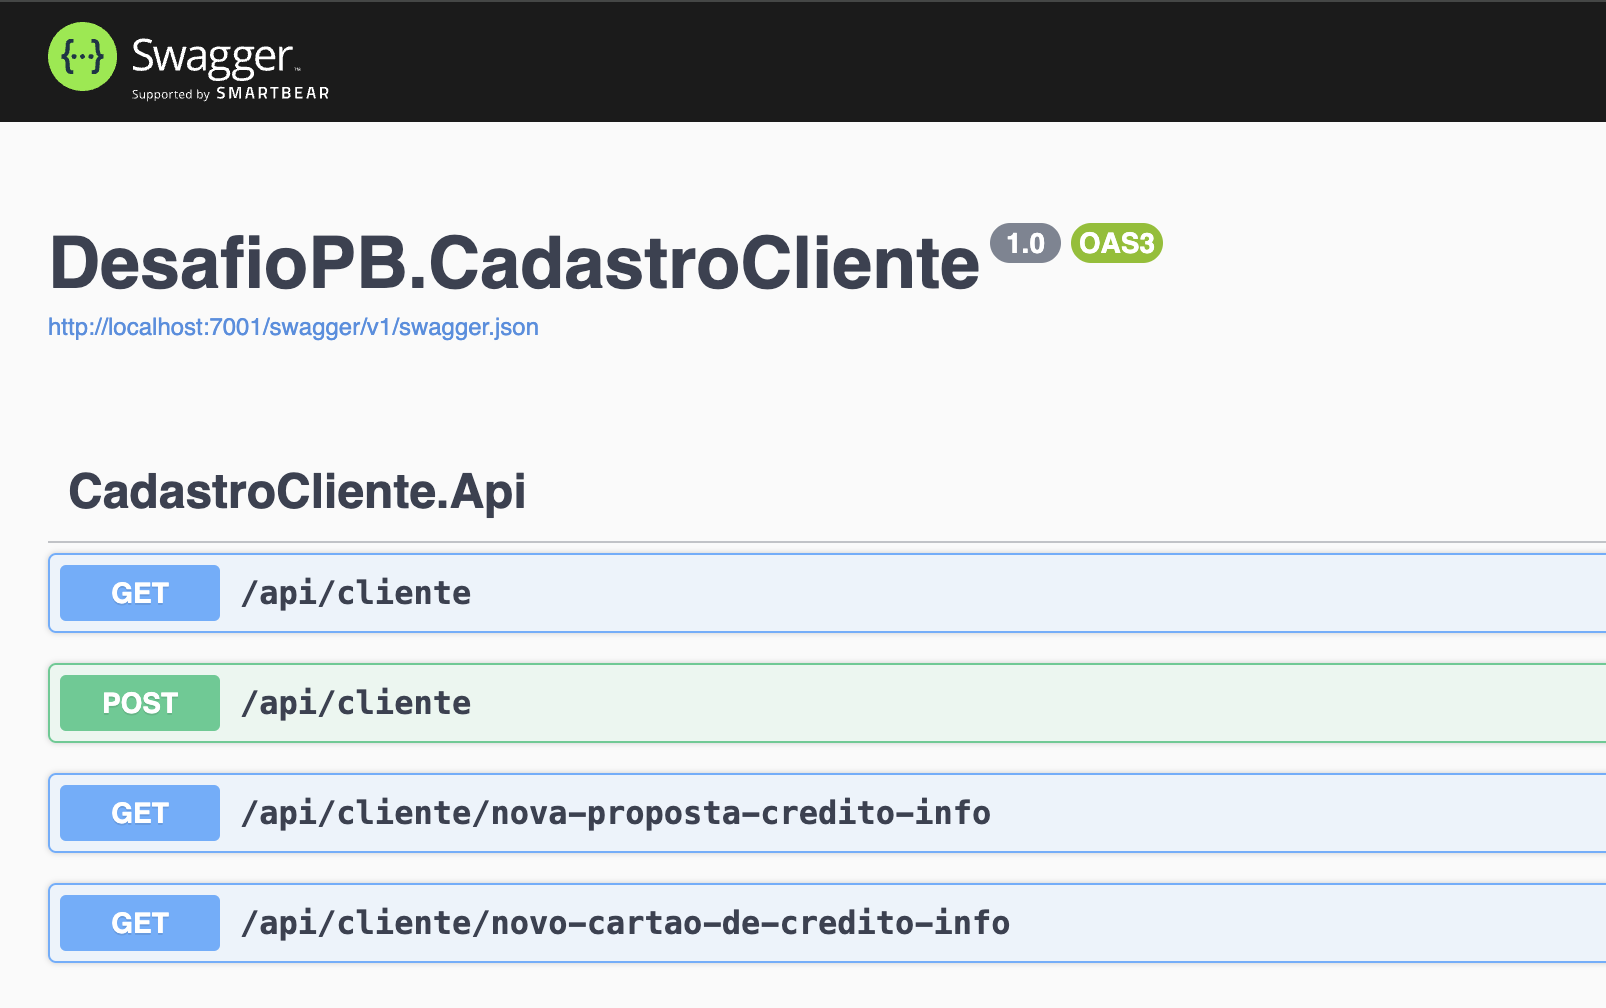 {...} Swagger™
Supported by SMARTBEAR
DesafioPB.CadastroCliente 1.0 OAS3
http://localhost:7001/swagger/v1/swagger.json
CadastroCliente.Api
GET /api/cliente
POST /api/cliente
GET /api/cliente/nova-proposta-credito-info
GET /api/cliente/novo-cartao-de-credito-info